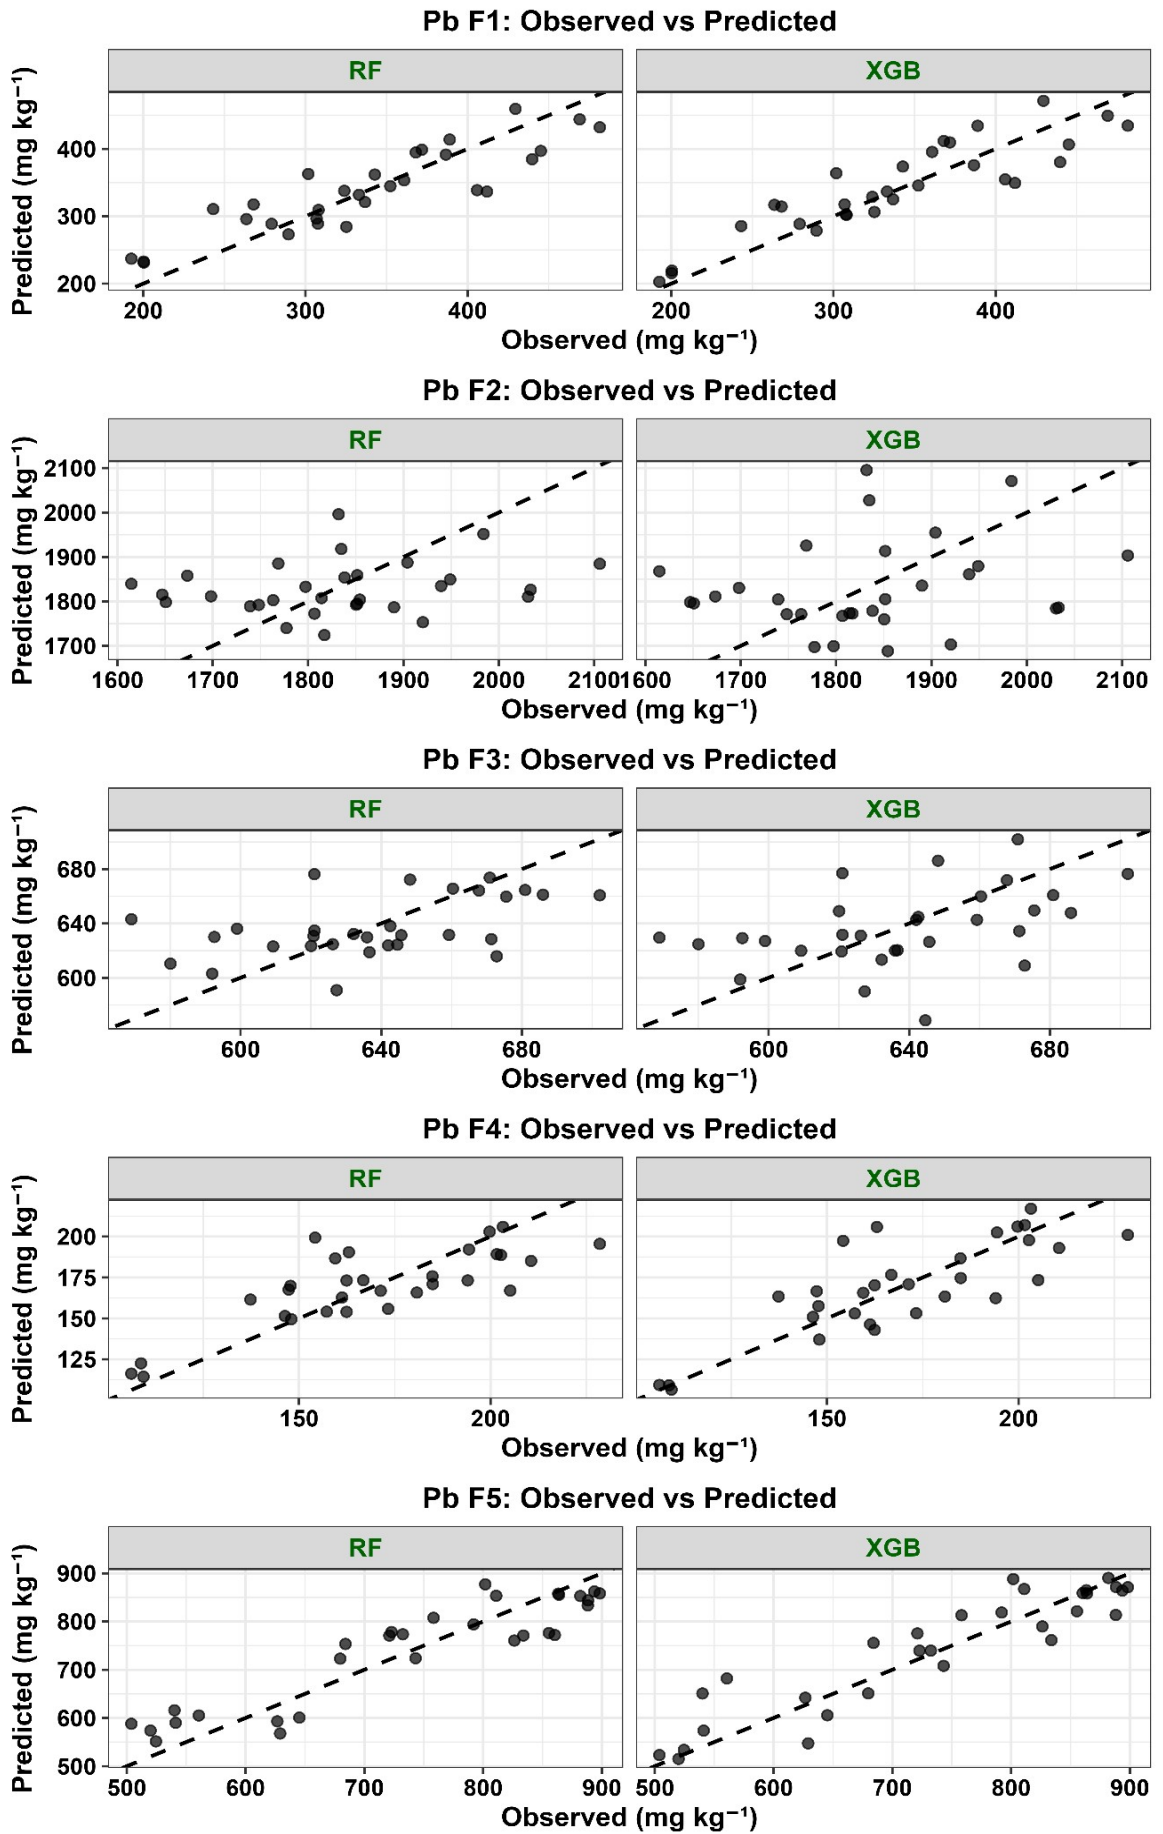 Pb F1: Observed vs Predicted
RF XGB
Predicted (mg kg⁻¹)
400
300
200
200 300 400 200 300 400
Observed (mg kg⁻¹)
Pb F2: Observed vs Predicted
RF XGB
Predicted (mg kg⁻¹)
2100
2000
1900
1800
1700
1600 1700 1800 1900 2000 2100 1600 1700 1800 1900 2000 2100
Observed (mg kg⁻¹)
Pb F3: Observed vs Predicted
RF XGB
Predicted (mg kg⁻¹)
680
640
600
600 640 680 600 640 680
Observed (mg kg⁻¹)
Pb F4: Observed vs Predicted
RF XGB
Predicted (mg kg⁻¹)
200
175
150
125
150 200 150 200
Observed (mg kg⁻¹)
Pb F5: Observed vs Predicted
RF XGB
Predicted (mg kg⁻¹)
900
800
700
600
500
500 600 700 800 900 500 600 700 800 900
Observed (mg kg⁻¹)